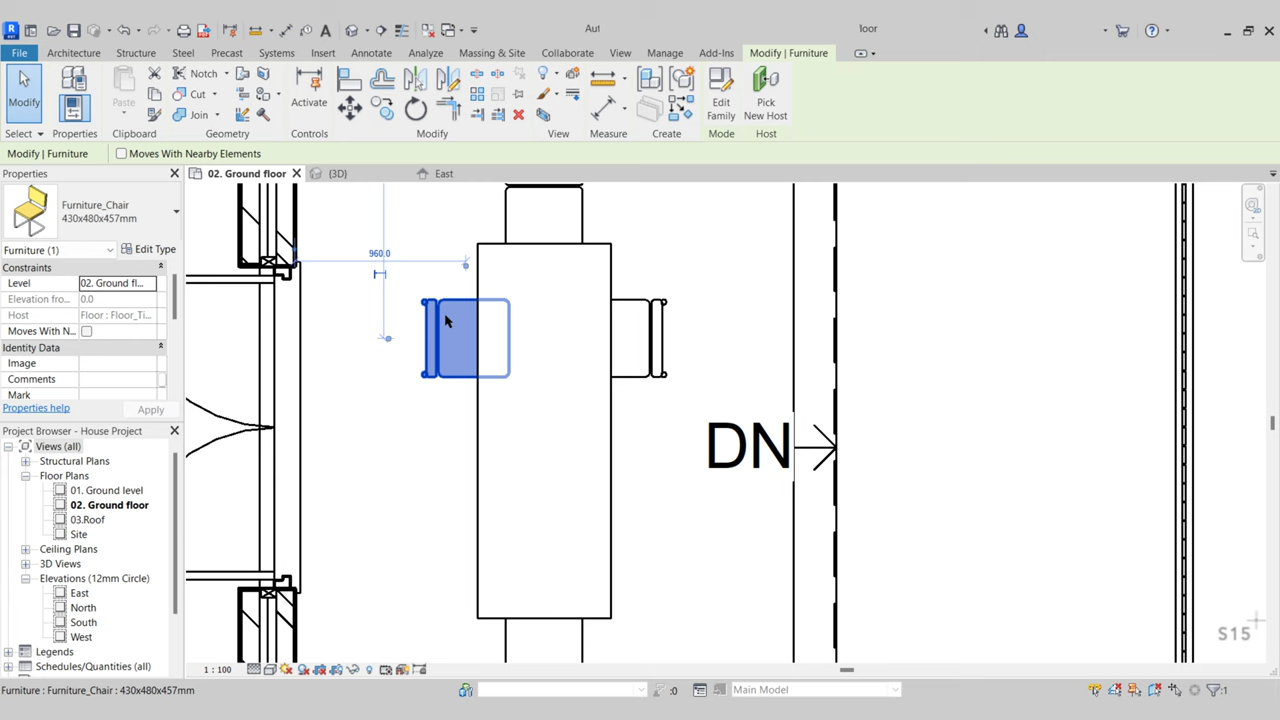 R
RVT
A
Aut
loor
File
Architecture
Structure
Steel
Precast
Systems
Insert
Annotate
Analyze
Massing & Site
Collaborate
View
Manage
Add-Ins
Modify | Furniture
Modify
Paste
Notch
Cut
Join
Activate
Edit
Family
Pick
New Host
Select
Properties
Clipboard
Geometry
Controls
Modify
View
Measure
Create
Mode
Host
Modify | Furniture
Moves With Nearby Elements
Properties
02. Ground floor
{3D}
East
Furniture_Chair
430x480x457mm
Furniture (1)
Edit Type
Constraints
Level
02. Ground fl...
Elevation fro...
0.0
Host
Floor : Floor_Ti...
Moves With N
Identity Data
Image
Comments
Mark
Properties help
Apply
Project Browser - House Project
Views (all)
Structural Plans
Floor Plans
01. Ground level
02. Ground floor
03.Roof
Site
Ceiling Plans
3D Views
Elevations (12mm Circle)
East
North
South
West
Legends
Schedules/Quantities (all)
960.0
DN
S15
1 : 100
Furniture : Furniture_Chair : 430x480x457mm
:0
Main Model
:1